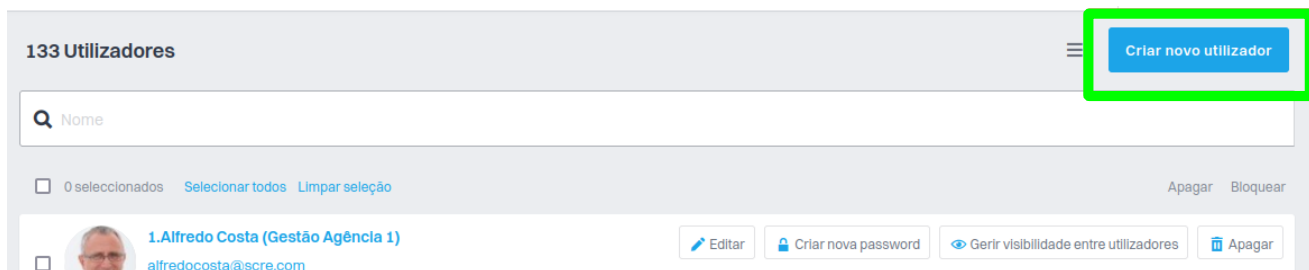 133 Utilizadores
Criar novo utilizador
Nome
0 seleccionados Selecionar todos Limpar seleção Apagar Bloquear
1.Alfredo Costa (Gestão Agência 1)
Editar Criar nova password Gerir visibilidade entre utilizadores Apagar
alfredocosta@scre.com